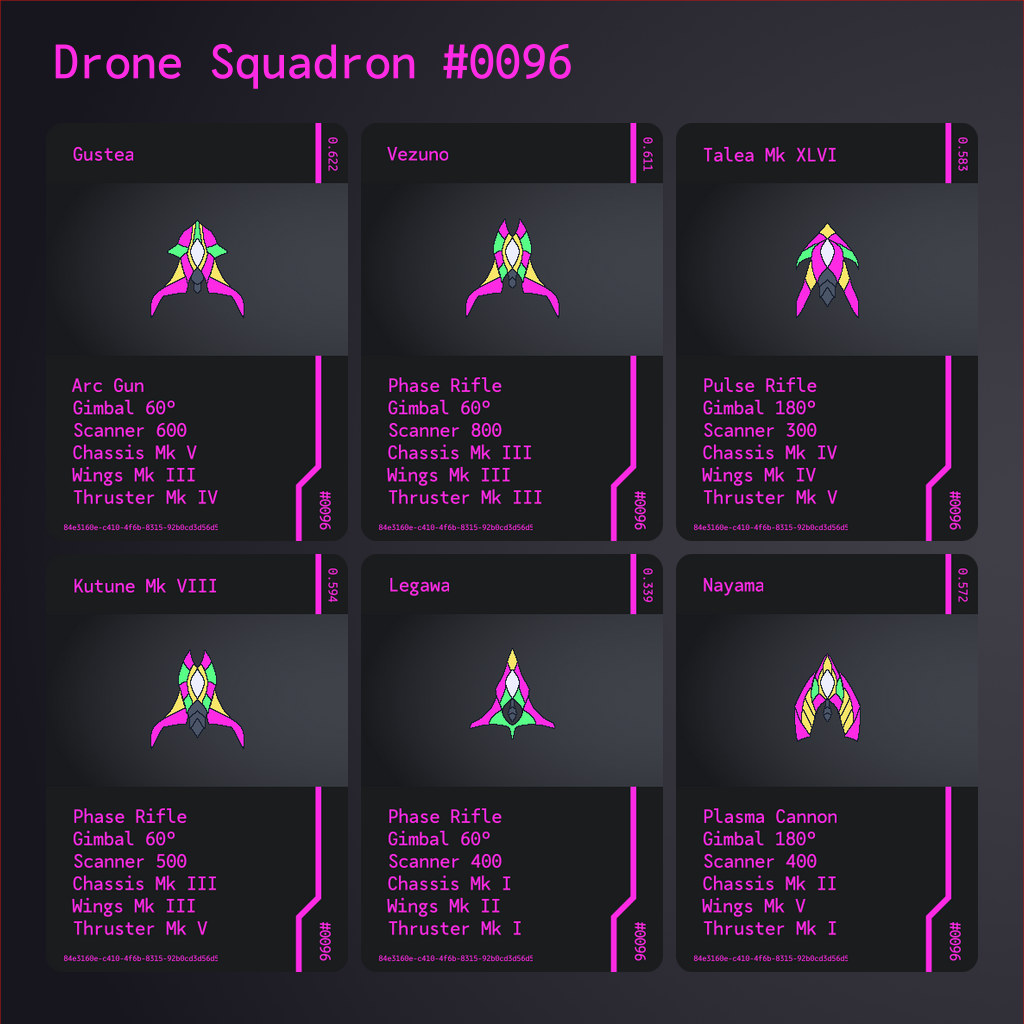 Drone Squadron #0096
Gustea
0.622
Arc Gun
Gimbal 60º
Scanner 600
Chassis Mk V
Wings Mk III
Thruster Mk IV
84e3160e-c410-4f6b-8315-92b0cd3d56d5
#0096
Vezuno
0.611
Phase Rifle
Gimbal 60º
Scanner 800
Chassis Mk III
Wings Mk III
Thruster Mk III
84e3160e-c410-4f6b-8315-92b0cd3d56d5
#0096
Talea Mk XLVI
0.583
Pulse Rifle
Gimbal 180º
Scanner 300
Chassis Mk IV
Wings Mk IV
Thruster Mk V
84e3160e-c410-4f6b-8315-92b0cd3d56d5
#0096
Kutune Mk VIII
0.594
Phase Rifle
Gimbal 60º
Scanner 500
Chassis Mk III
Wings Mk III
Thruster Mk V
84e3160e-c410-4f6b-8315-92b0cd3d56d5
#0096
Legawa
0.339
Phase Rifle
Gimbal 60º
Scanner 400
Chassis Mk I
Wings Mk II
Thruster Mk I
84e3160e-c410-4f6b-8315-92b0cd3d56d5
#0096
Nayama
0.572
Plasma Cannon
Gimbal 180º
Scanner 400
Chassis Mk II
Wings Mk V
Thruster Mk I
84e3160e-c410-4f6b-8315-92b0cd3d56d5
#0096